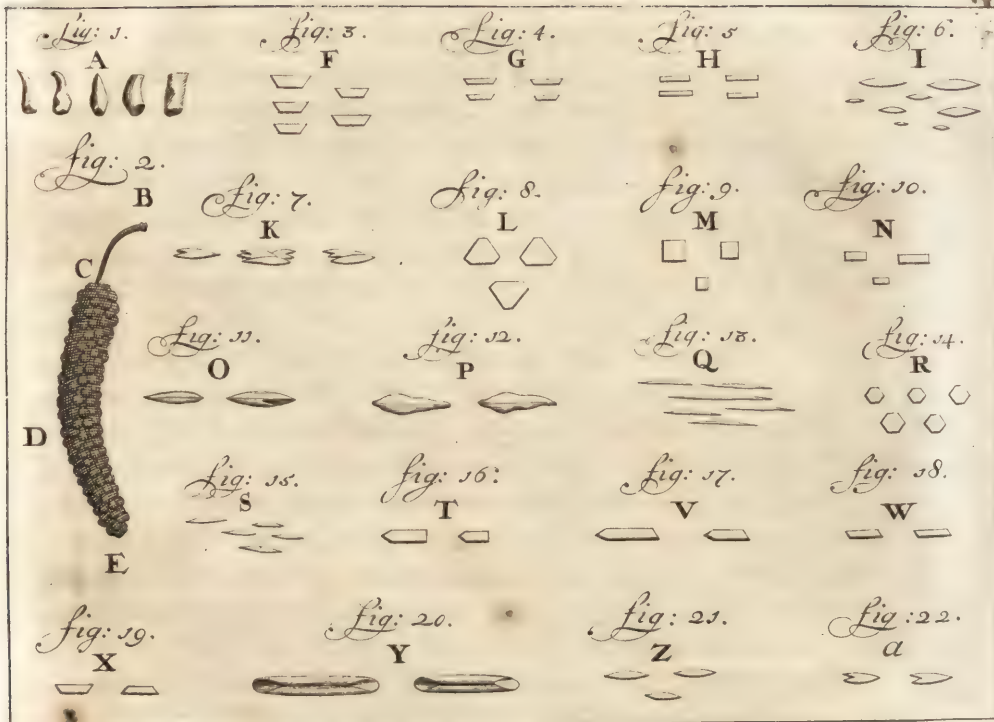 Fig: 1.
A
fig: 3.
F
Fig: 4.
G
Fig: 5
H
fig: 6.
I
fig: 2.
B
C
D
E
fig: 7.
K
fig: 8.
L
fig: 9.
M
fig: 10.
N
fig: 11.
O
fig: 12.
P
fig: 13.
Q
fig: 14.
R
fig: 15.
S
fig: 16:
T
fig: 17.
V
fig: 18.
W
fig: 19.
X
fig: 20.
Y
fig: 21.
Z
fig: 22.
a